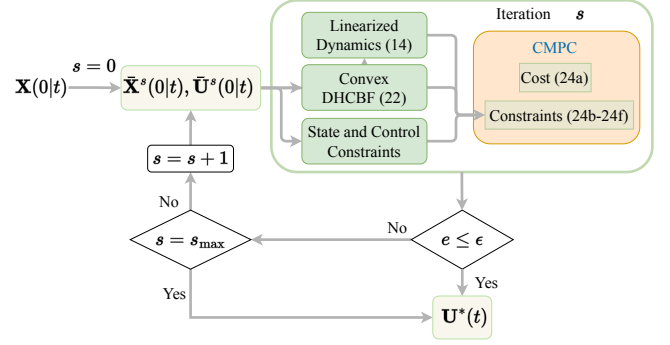 Iteration s
Linearized
Dynamics (14)
CMPC
s = 0
X(0|t)
X̄ˢ(0|t), Ūˢ(0|t)
Convex
DHCBF (22)
Cost (24a)
Constraints (24b-24f)
State and Control
Constraints
s = s + 1
No
No
s = s_max
e ≤ ϵ
Yes
Yes
U*(t)